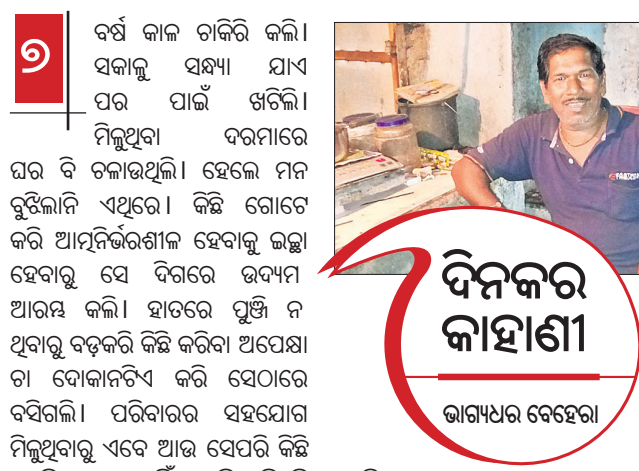 ୭ ବର୍ଷ କାଳ ଚାକିରି କଲି।
ସକାଳୁ ସନ୍ଧ୍ୟା ଯାଏ
ପର ପାଇଁ ଖଟିଲି।
ମିଳୁଥିବା ଦରମାରେ
ଘର ବି ଚଳାଉଥିଲି। ହେଲେ ମନ
ବୁଝିଲାନି ଏଥିରେ। କିଛି ଗୋଟେ
କରି ଆତ୍ମନିର୍ଭରଶୀଳ ହେବାକୁ ଇଚ୍ଛା
ହେବାରୁ ସେ ଦିଗରେ ଉଦ୍ୟମ
ଆରମ୍ଭ କଲି। ହାତରେ ପୁଞ୍ଜି ନ
ଥିବାରୁ ବଡ଼କରି କିଛି କରିବା ଅପେକ୍ଷା
ଚା ଦୋକାନଟିଏ କରି ସେଠାରେ
ବସିଗଲି। ପରିବାରର ସହଯୋଗ
ମିଳୁଥିବାରୁ ଏବେ ଆଉ ସେପରି କିଛି
ଦିନକର
କାହାଣୀ
ଭାଗ୍ୟଧର ବେହେରା